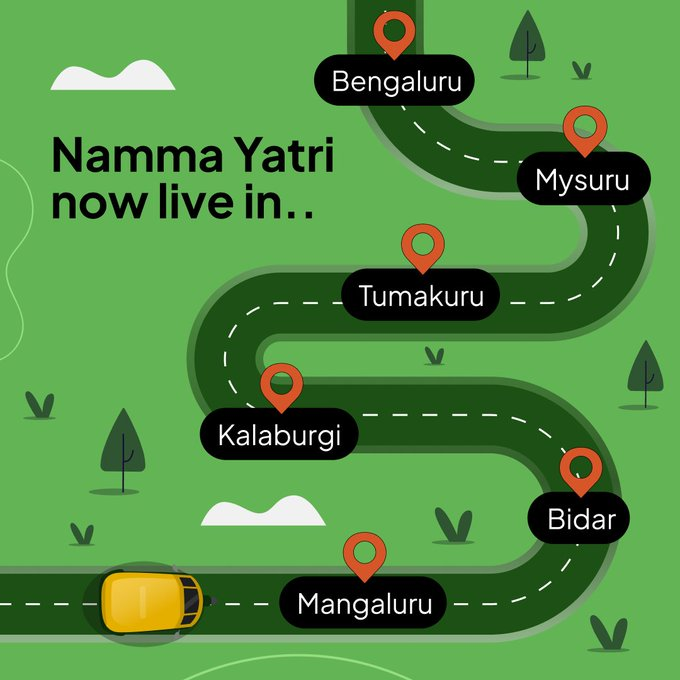 Bengaluru
Namma Yatri
now live in..
Mysuru
Tumakuru
Kalaburgi
Bidar
Mangaluru